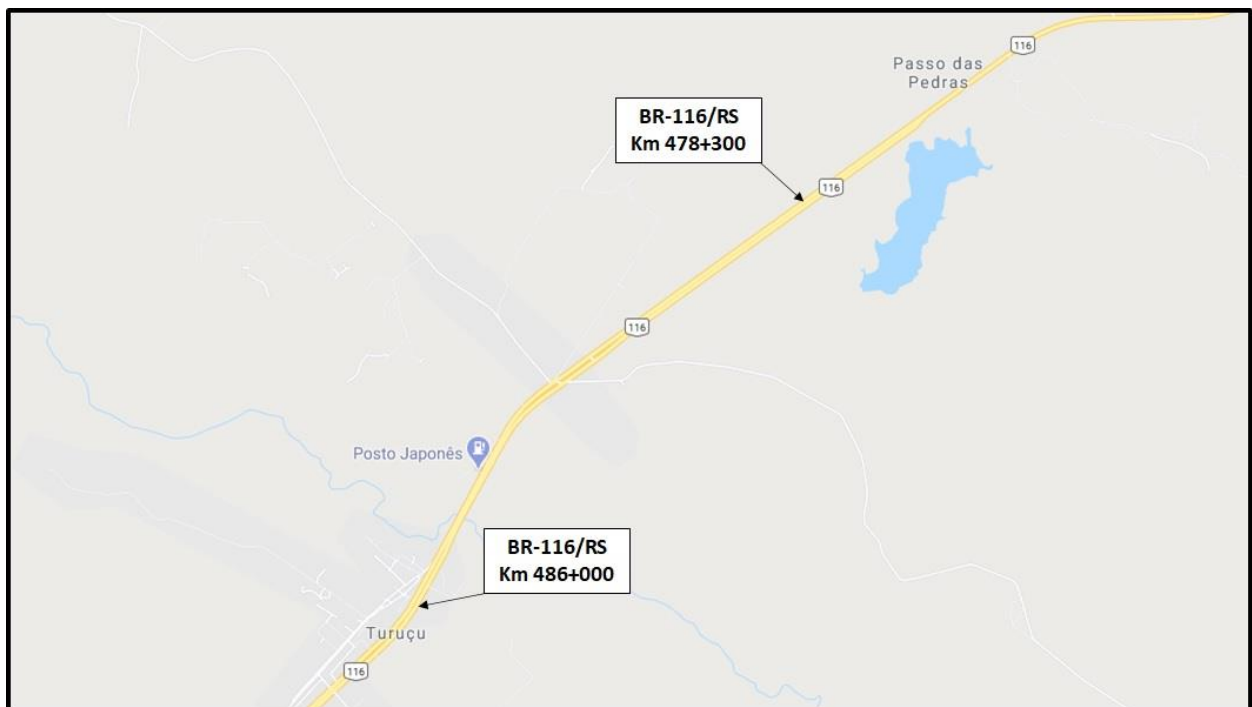 116
Passo das
Pedras
BR-116/RS
Km 478+300
116
116
Posto Japonês
BR-116/RS
Km 486+000
Turuçu
116